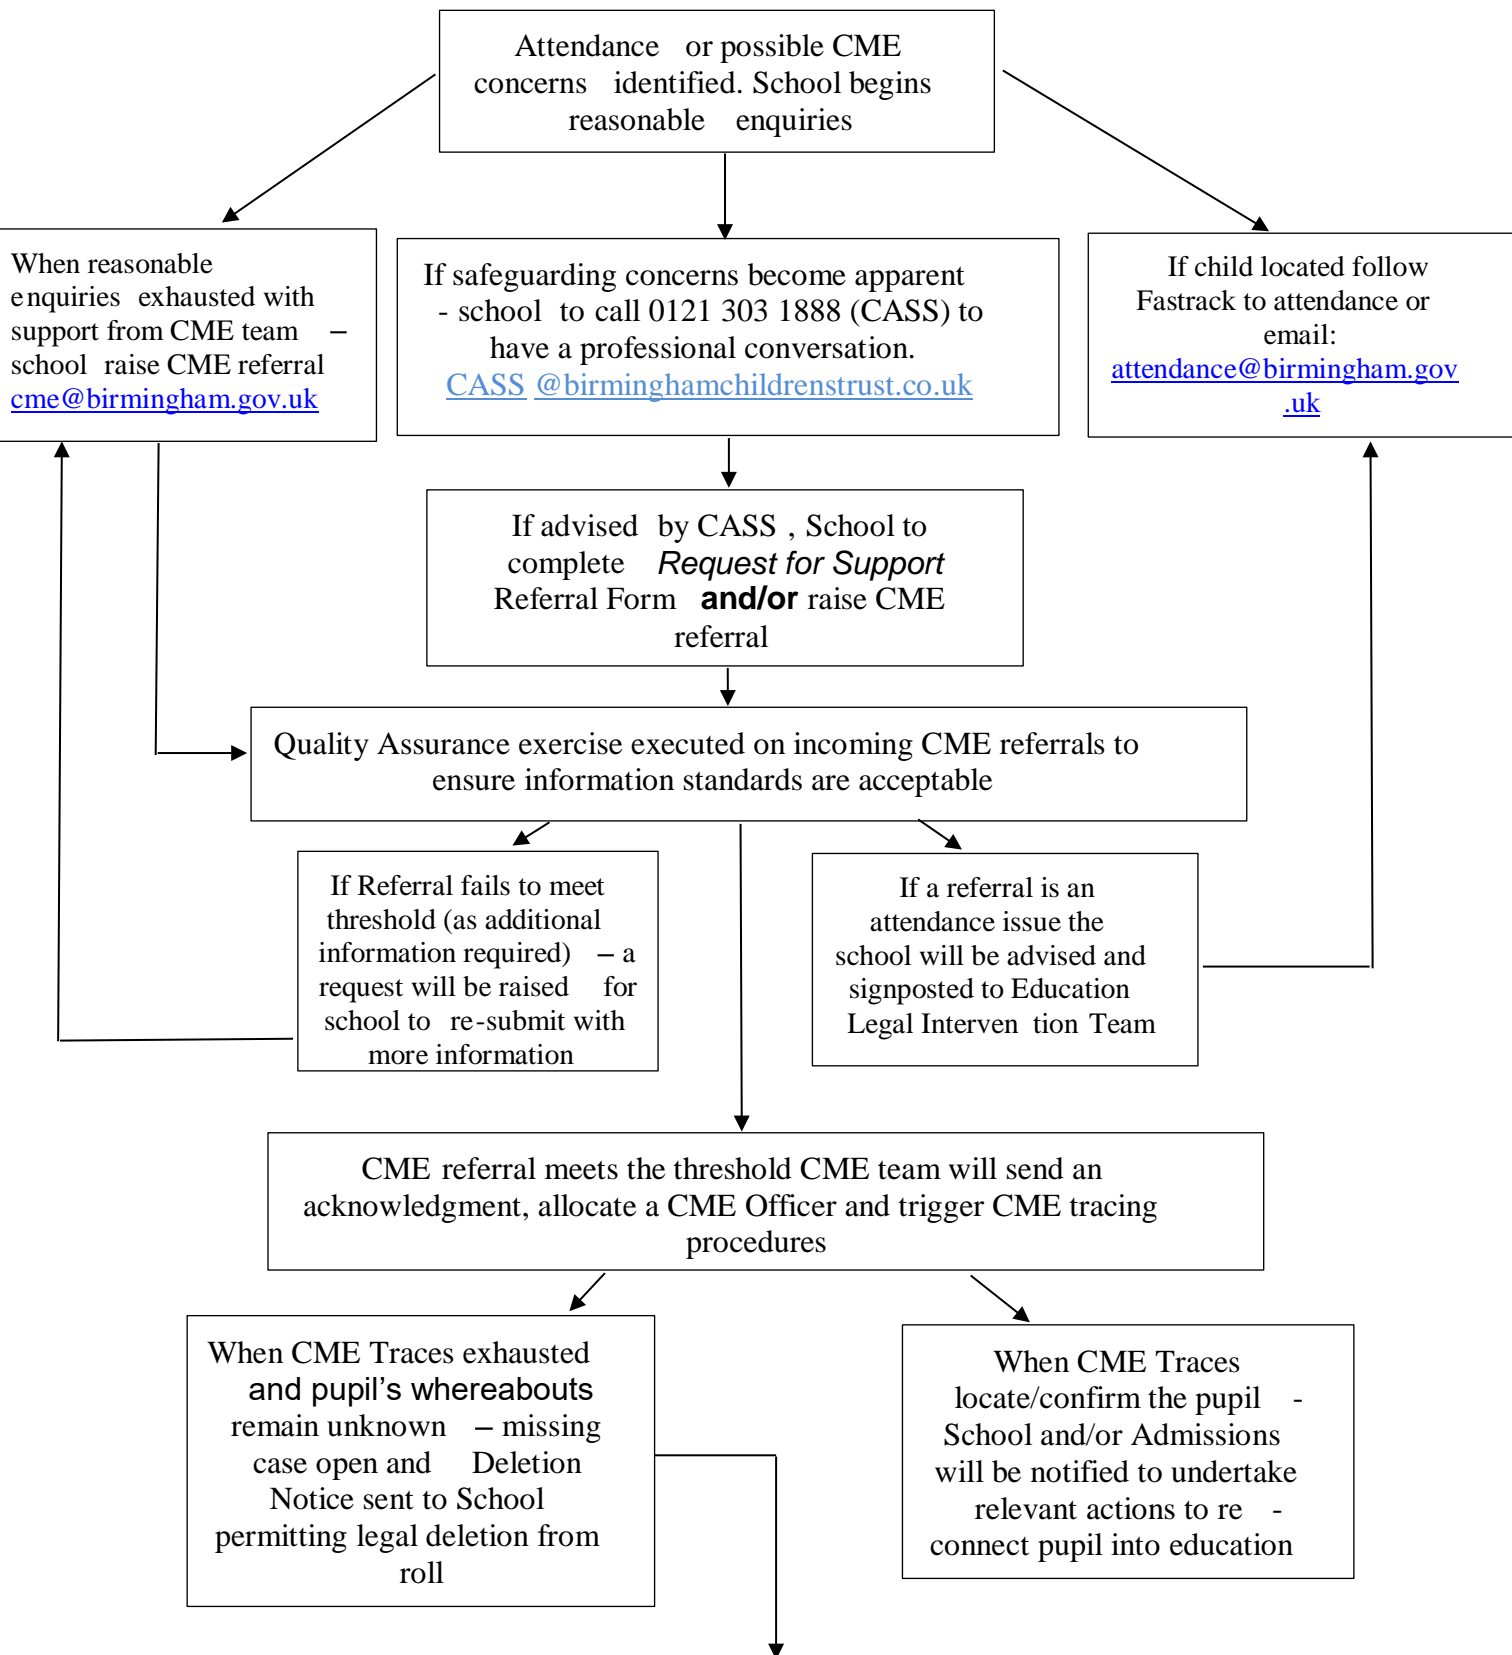 Attendance or possible CME
concerns identified. School begins
reasonable enquiries
When reasonable
enquiries exhausted with
support from CME team –
school raise CME referral
cme@birmingham.gov.uk
If safeguarding concerns become apparent
- school to call 0121 303 1888 (CASS) to
have a professional conversation.
CASS @birminghamchildrenstrust.co.uk
If child located follow
Fastrack to attendance or
email:
attendance@birmingham.gov
.uk
If advised by CASS , School to
complete Request for Support
Referral Form and/or raise CME
referral
Quality Assurance exercise executed on incoming CME referrals to
ensure information standards are acceptable
If Referral fails to meet
threshold (as additional
information required) – a
request will be raised for
school to re-submit with
more information
If a referral is an
attendance issue the
school will be advised and
signposted to Education
Legal Interven tion Team
CME referral meets the threshold CME team will send an
acknowledgment, allocate a CME Officer and trigger CME tracing
procedures
When CME Traces exhausted
and pupil's whereabouts
remain unknown – missing
case open and Deletion
Notice sent to School
permitting legal deletion from
roll
When CME Traces
locate/confirm the pupil -
School and/or Admissions
will be notified to undertake
relevant actions to re -
connect pupil into education